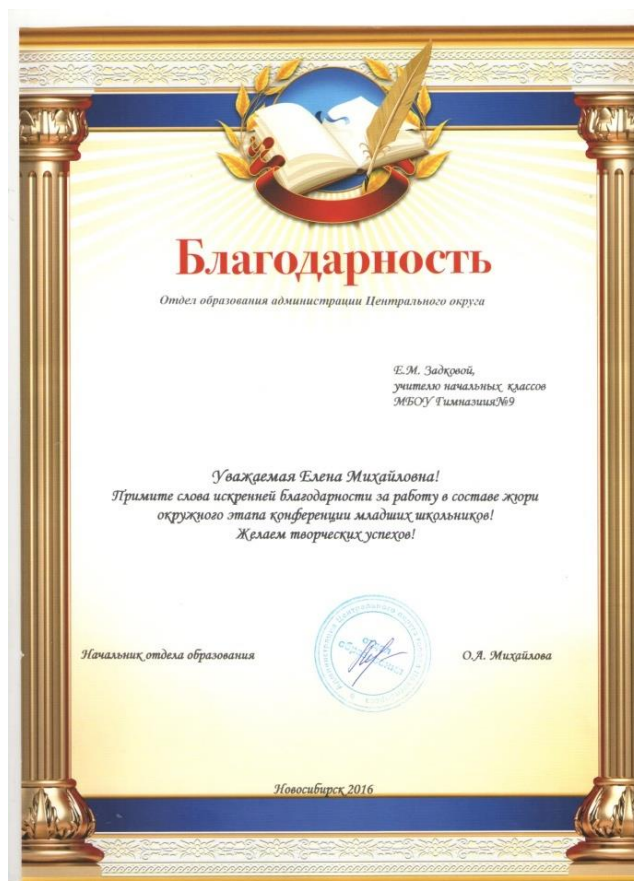 Благодарность
Отдел образования администрации Центрального округа
Е.М. Задковой,
учителю начальных классов
МБОУ Гимназиия№9
Уважаемая Елена Михайловна!
Примите слова искренней благодарности за работу в составе жюри
окружного этапа конференции младших школьников!
Желаем творческих успехов!
Начальник отдела образования
О.А. Михайлова
Новосибирск 2016